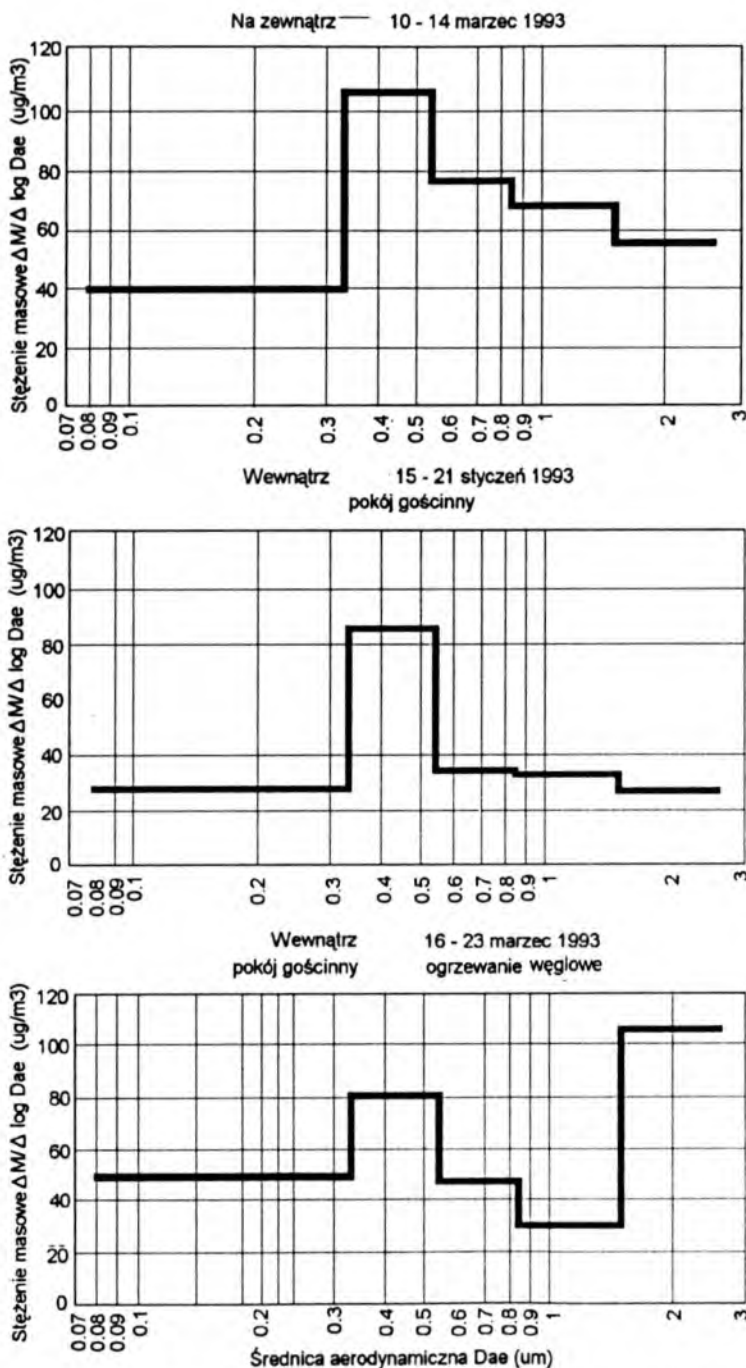 Na zewnątrz — 10 - 14 marzec 1993
Stężenie masowe ΔM/Δ log Dae (ug/m3)
120
100
80
60
40
20
0
0.07 0.08 0.09 0.1 0.2 0.3 0.4 0.5 0.6 0.7 0.8 0.9 1 2 3
Wewnątrz 15 - 21 styczeń 1993
pokój gościnny
Stężenie masowe ΔM/Δ log Dae (ug/m3)
120
100
80
60
40
20
0
0.07 0.08 0.09 0.1 0.2 0.3 0.4 0.5 0.6 0.7 0.8 0.9 1 2 3
Wewnątrz 16 - 23 marzec 1993
pokój gościnny ogrzewanie węglowe
Stężenie masowe ΔM/Δ log Dae (ug/m3)
120
100
80
60
40
20
0
0.07 0.08 0.09 0.1 0.2 0.3 0.4 0.5 0.6 0.7 0.8 0.9 1 2 3
Średnica aerodynamiczna Dae (um)